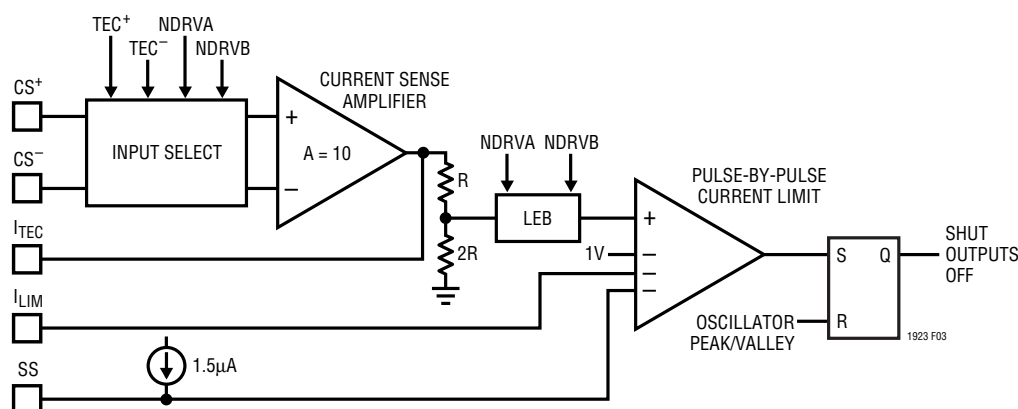 TEC+
TEC−
NDRVA
NDRVB
CS+
CS−
INPUT SELECT
CURRENT SENSE
AMPLIFIER
+
A = 10
−
R
2R
NDRVA
NDRVB
LEB
PULSE-BY-PULSE
CURRENT LIMIT
+
1V
−
−
−
S
Q
R
SHUT
OUTPUTS
OFF
OSCILLATOR
PEAK/VALLEY
1923 F03
ITEC
ILIM
SS
1.5µA